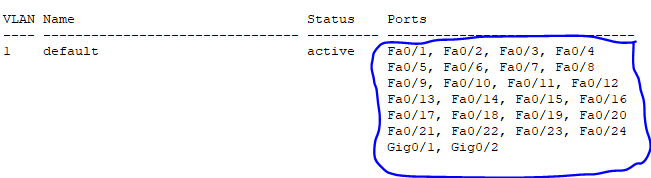 VLAN Name                             Status    Ports
---- -------------------------------- --------- -------------------------------
1    default                          active    Fa0/1, Fa0/2, Fa0/3, Fa0/4
                                                Fa0/5, Fa0/6, Fa0/7, Fa0/8
                                                Fa0/9, Fa0/10, Fa0/11, Fa0/12
                                                Fa0/13, Fa0/14, Fa0/15, Fa0/16
                                                Fa0/17, Fa0/18, Fa0/19, Fa0/20
                                                Fa0/21, Fa0/22, Fa0/23, Fa0/24
                                                Gig0/1, Gig0/2